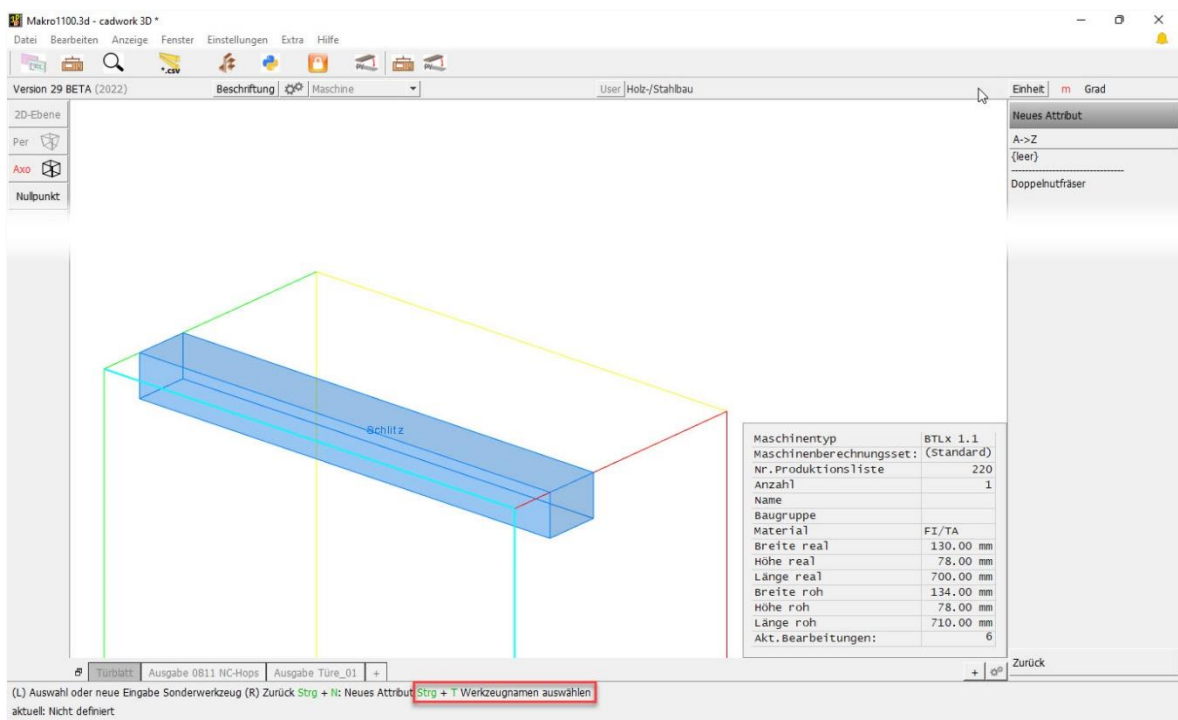 Makro1100.3d - cadwork 3D *
Datei Bearbeiten Anzeige Fenster Einstellungen Extra Hilfe
*.csv
Version 29 BETA (2022) Beschriftung Maschine User Holz-/Stahlbau Einheit m Grad
2D-Ebene
Per
Axo
Nullpunkt
Neues Attribut
A->Z
{leer}
--------------------------------
Doppelnutfräser
Schlitz
Maschinentyp BTLx 1.1
Maschinenberechnungsset: (Standard)
Nr.Produktionsliste 220
Anzahl 1
Name
Baugruppe
Material FI/TA
Breite real 130.00 mm
Höhe real 78.00 mm
Länge real 700.00 mm
Breite roh 134.00 mm
Höhe roh 78.00 mm
Länge roh 710.00 mm
Akt.Bearbeitungen: 6
Türblatt Ausgabe 0811 NC-Hops Ausgabe Türe_01 +
+
Zurück
(L) Auswahl oder neue Eingabe Sonderwerkzeug (R) Zurück Strg + N: Neues Attribut Strg + T Werkzeugnamen auswählen
aktuell: Nicht definiert